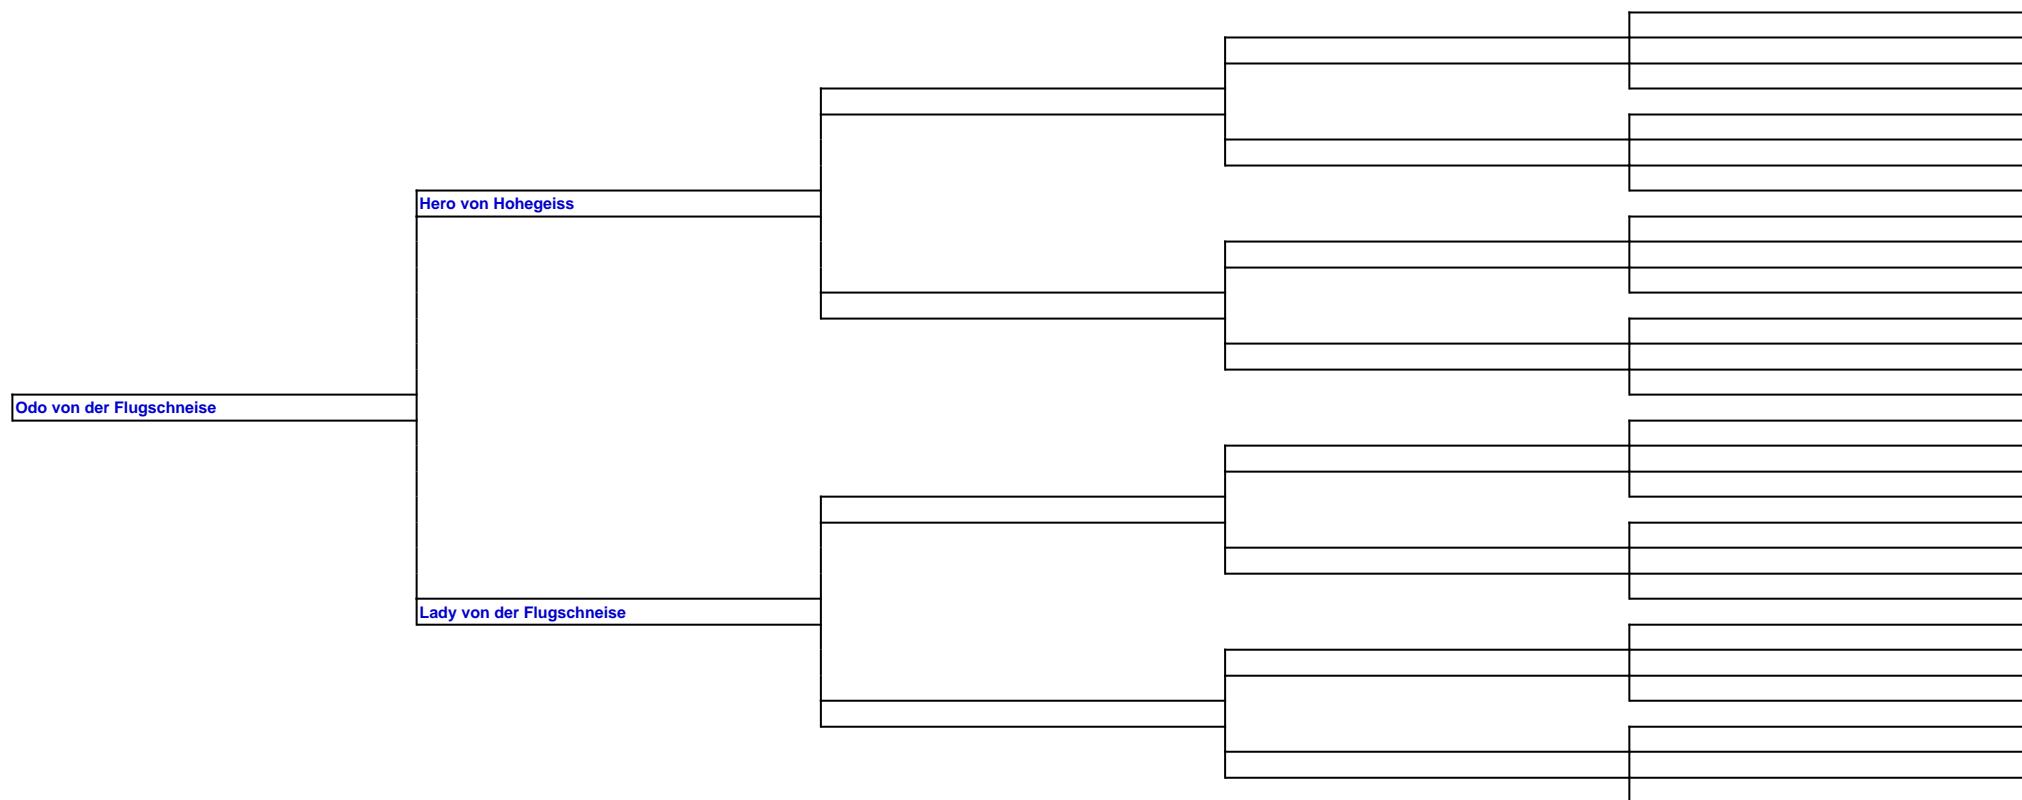 Hero von Hohegeiss
Odo von der Flugschneise
Lady von der Flugschneise